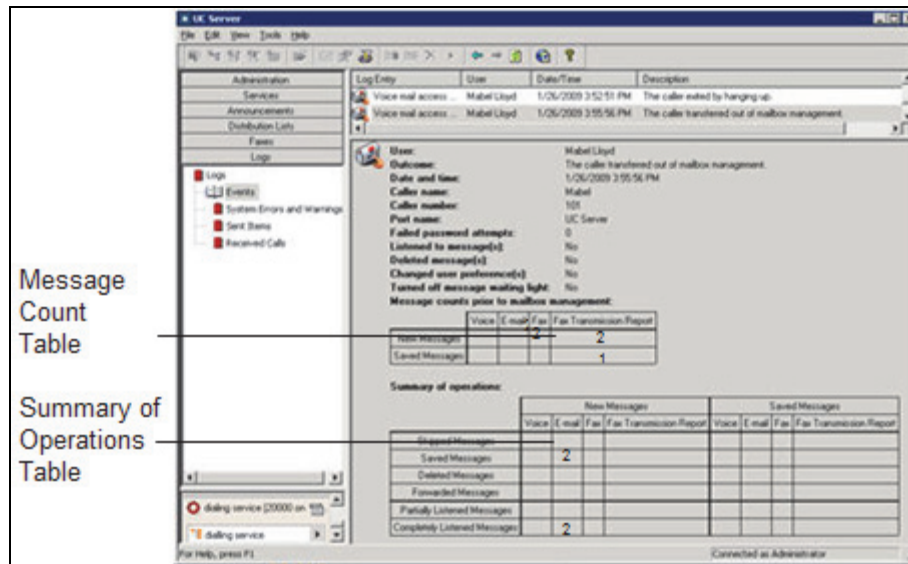 UC Server
File Edit View Tools Help
Administration
Services
Announcements
Distribution Lists
Faxes
Logs
Logs
Events
System Errors and Warnings
Sent Items
Received Calls
dialing service [20000 on
dialing service
Log Entry User Date/Time Description
Voice mail access ... Mabel Lloyd 1/26/2009 3:52:51 PM The caller exited by hanging up.
Voice mail access ... Mabel Lloyd 1/26/2009 3:55:56 PM The caller transferred out of mailbox management.
User: Mabel Lloyd
Outcome: The caller transferred out of mailbox management.
Date and time: 1/26/2009 3:55:56 PM
Caller name: Mabel
Caller number: 101
Port name: UC Server
Failed password attempts: 0
Listened to message(s): No
Deleted message(s): No
Changed user preference(s): No
Turned off message waiting light: No
Message counts prior to mailbox management:
Voice E-mail Fax Fax Transmission Report
New Messages 12 2
Saved Messages 1
Summary of operations:
New Messages Saved Messages
Voice E-mail Fax Fax Transmission Report Voice E-mail Fax Fax Transmission Report
Skipped Messages
Saved Messages 2
Deleted Messages
Forwarded Messages
Partially Listened Messages
Completely Listened Messages 2
For Help, press F1 Connected as Administrator
Message
Count
Table
Summary of
Operations
Table